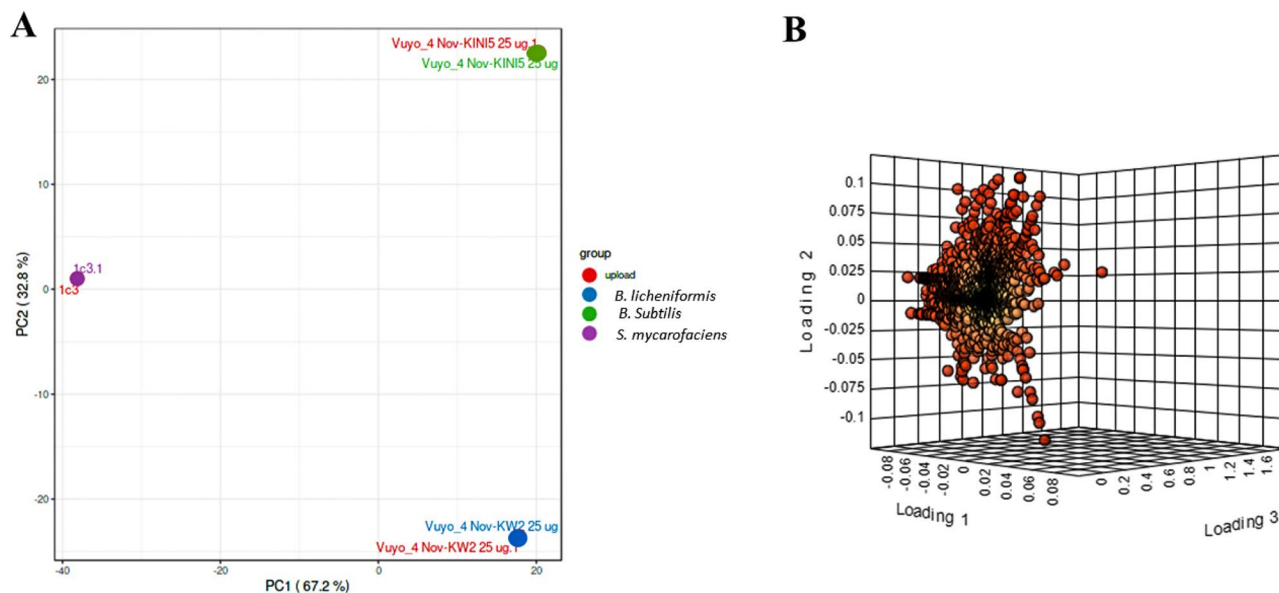 A
B
Vuyo_4 Nov-KINI5 25 ug.1
Vuyo_4 Nov-KINI5 25 ug
20
10
0
-10
-20
PC2 ( 32.8 %)
1c3.1
1c3
Vuyo_4 Nov-KW2 25 ug
Vuyo_4 Nov-KW2 25 ug.1
-40
-20
0
20
PC1 ( 67.2 %)
group
upload
B. licheniformis
B. Subtilis
S. mycarofaciens
Loading 2
0.1
0.075
0.05
0.025
0
-0.025
-0.05
-0.075
-0.1
-0.08
-0.06
-0.04
-0.02
0
0.02
0.04
0.06
0.08
Loading 1
0
0.2
0.4
0.6
0.8
1
1.2
1.4
1.6
Loading 3